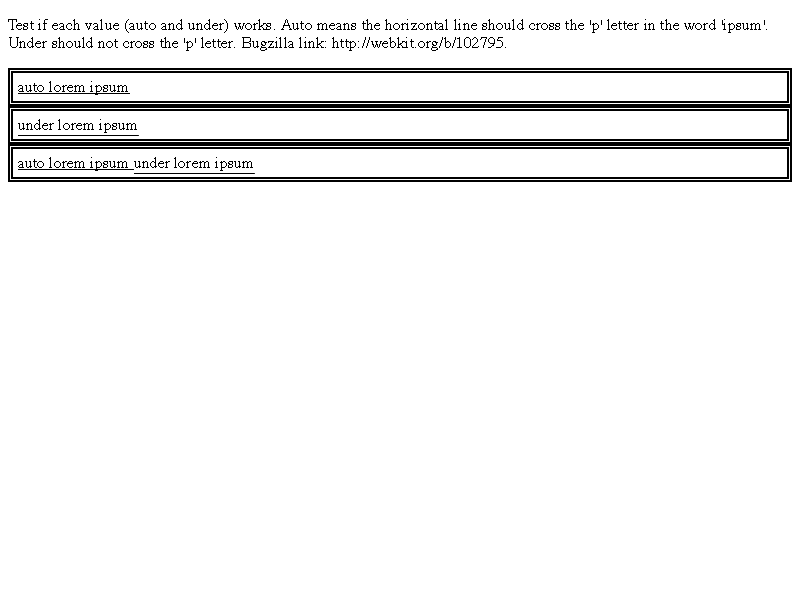 Test if each value (auto and under) works. Auto means the horizontal line should cross the 'p' letter in the word 'ipsum'.
Under should not cross the 'p' letter. Bugzilla link: http://webkit.org/b/102795.
auto lorem ipsum
under lorem ipsum
auto lorem ipsum under lorem ipsum